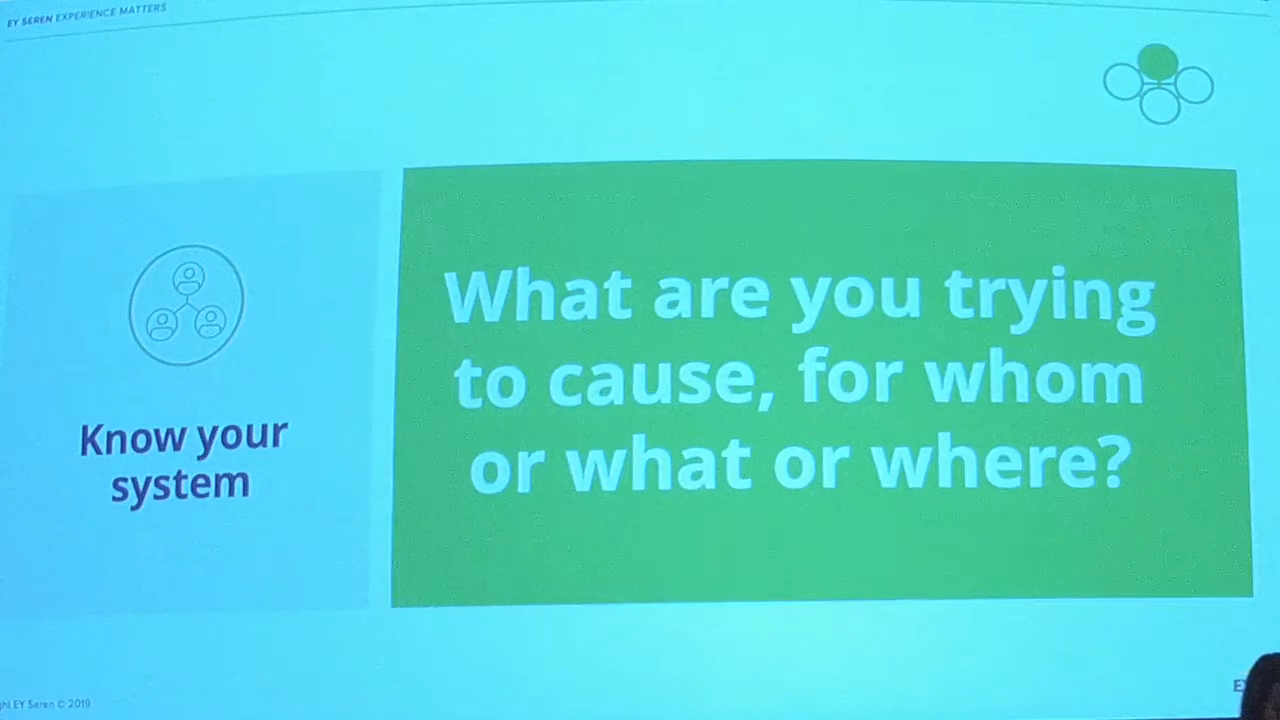 EY SEREN EXPERIENCE MATTERS
What are you trying
to cause, for whom
or what or where?
Know your
system
EY Seren © 2019